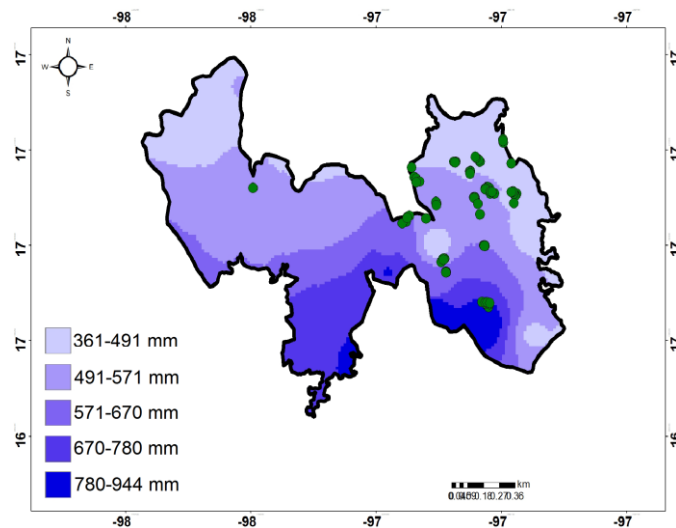 -98 -98 -97 -97 -97
N
W E
S
17 17
17 17
17 17
17 17
16 16
361-491 mm
491-571 mm
571-670 mm
670-780 mm
780-944 mm
km
-98 -98 -97 -97 -97